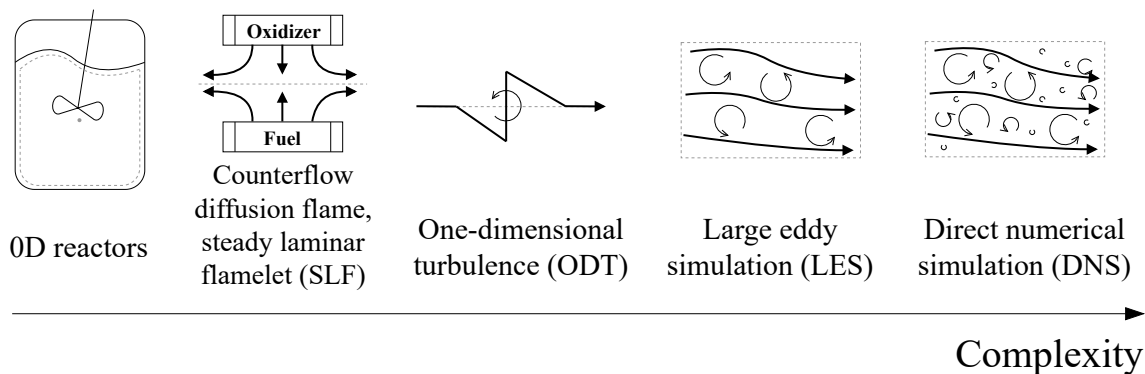 Oxidizer
Fuel
0D reactors
Counterflow
diffusion flame,
steady laminar
flamelet (SLF)
One-dimensional
turbulence (ODT)
Large eddy
simulation (LES)
Direct numerical
simulation (DNS)
Complexity